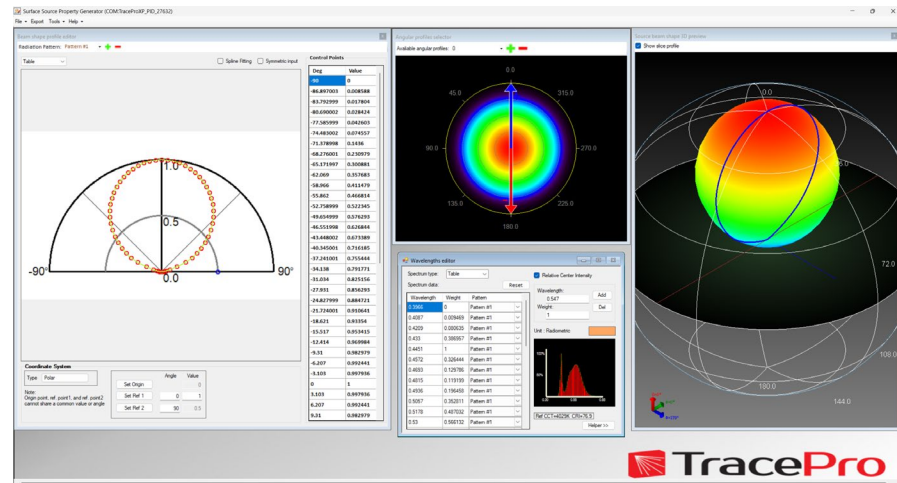 Surface Source Property Generator (COM:TraceProXP_PID_27632)
File Export Tools Help
Beam shape profile editor
Radiation Pattern: Pattern #1
Table
Spline Fitting Symmetric input
-90° 90°
1.0
0.5
0.0
Control Points
Deg Value
-90 0
-86.897003 0.008588
-83.792999 0.017804
-80.690002 0.028424
-77.585999 0.042603
-74.483002 0.074557
-71.378998 0.1436
-68.276001 0.230979
-65.171997 0.300881
-62.069 0.357683
-58.966 0.411479
-55.862 0.466814
-52.758999 0.522345
-49.654999 0.576293
-46.551998 0.626844
-43.448002 0.673389
-40.345001 0.716185
-37.241001 0.755444
-34.138 0.791771
-31.034 0.825156
-27.931 0.856293
-24.827999 0.884721
-21.724001 0.910641
-18.621 0.93354
-15.517 0.953415
-12.414 0.969984
-9.31 0.982979
-6.207 0.992441
-3.103 0.997936
0 1
3.103 0.997936
6.207 0.992441
9.31 0.982979
Coordinate System
Type Polar
Note:
Origin point, ref. point1, and ref. point2
cannot share a common value or angle.
Angle Value
Set Origin 0
Set Ref 1 0 1
Set Ref 2 90 0.5
Angular profiles selector
Available angular profiles: 0
0.0
45.0 315.0
90.0 270.0
135.0 225.0
180.0
Wavelengths editor
Spectrum type: Table
Spectrum data: Reset
Wavelength Weight Pattern
0.3966 0 Pattern #1
0.4087 0.009469 Pattern #1
0.4209 0.000635 Pattern #1
0.433 0.386957 Pattern #1
0.4451 1 Pattern #1
0.4572 0.326444 Pattern #1
0.4693 0.129786 Pattern #1
0.4815 0.119199 Pattern #1
0.4936 0.196458 Pattern #1
0.5057 0.352811 Pattern #1
0.5178 0.487032 Pattern #1
0.53 0.566132 Pattern #1
Relative Center Intensity
Wavelength:
0.547 Add
Weight:
1 Del
Unit : Radiometric
100%
50%
Ref CCT=4029K CRI=76.9
Helper >>
Source beam shape 3D preview
Show slice profile
0.0
72.0
108.0
144.0
180.0
TracePro